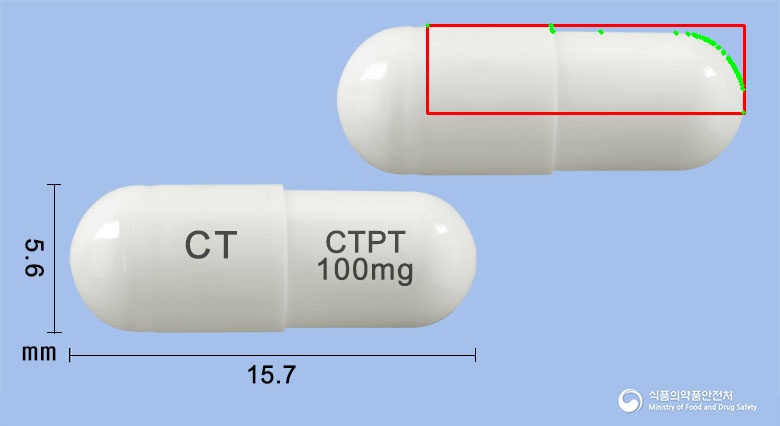 CT
CTPT
100mg
5.6
mm
15.7
식품의약품안전처
Ministry of Food and Drug Safety